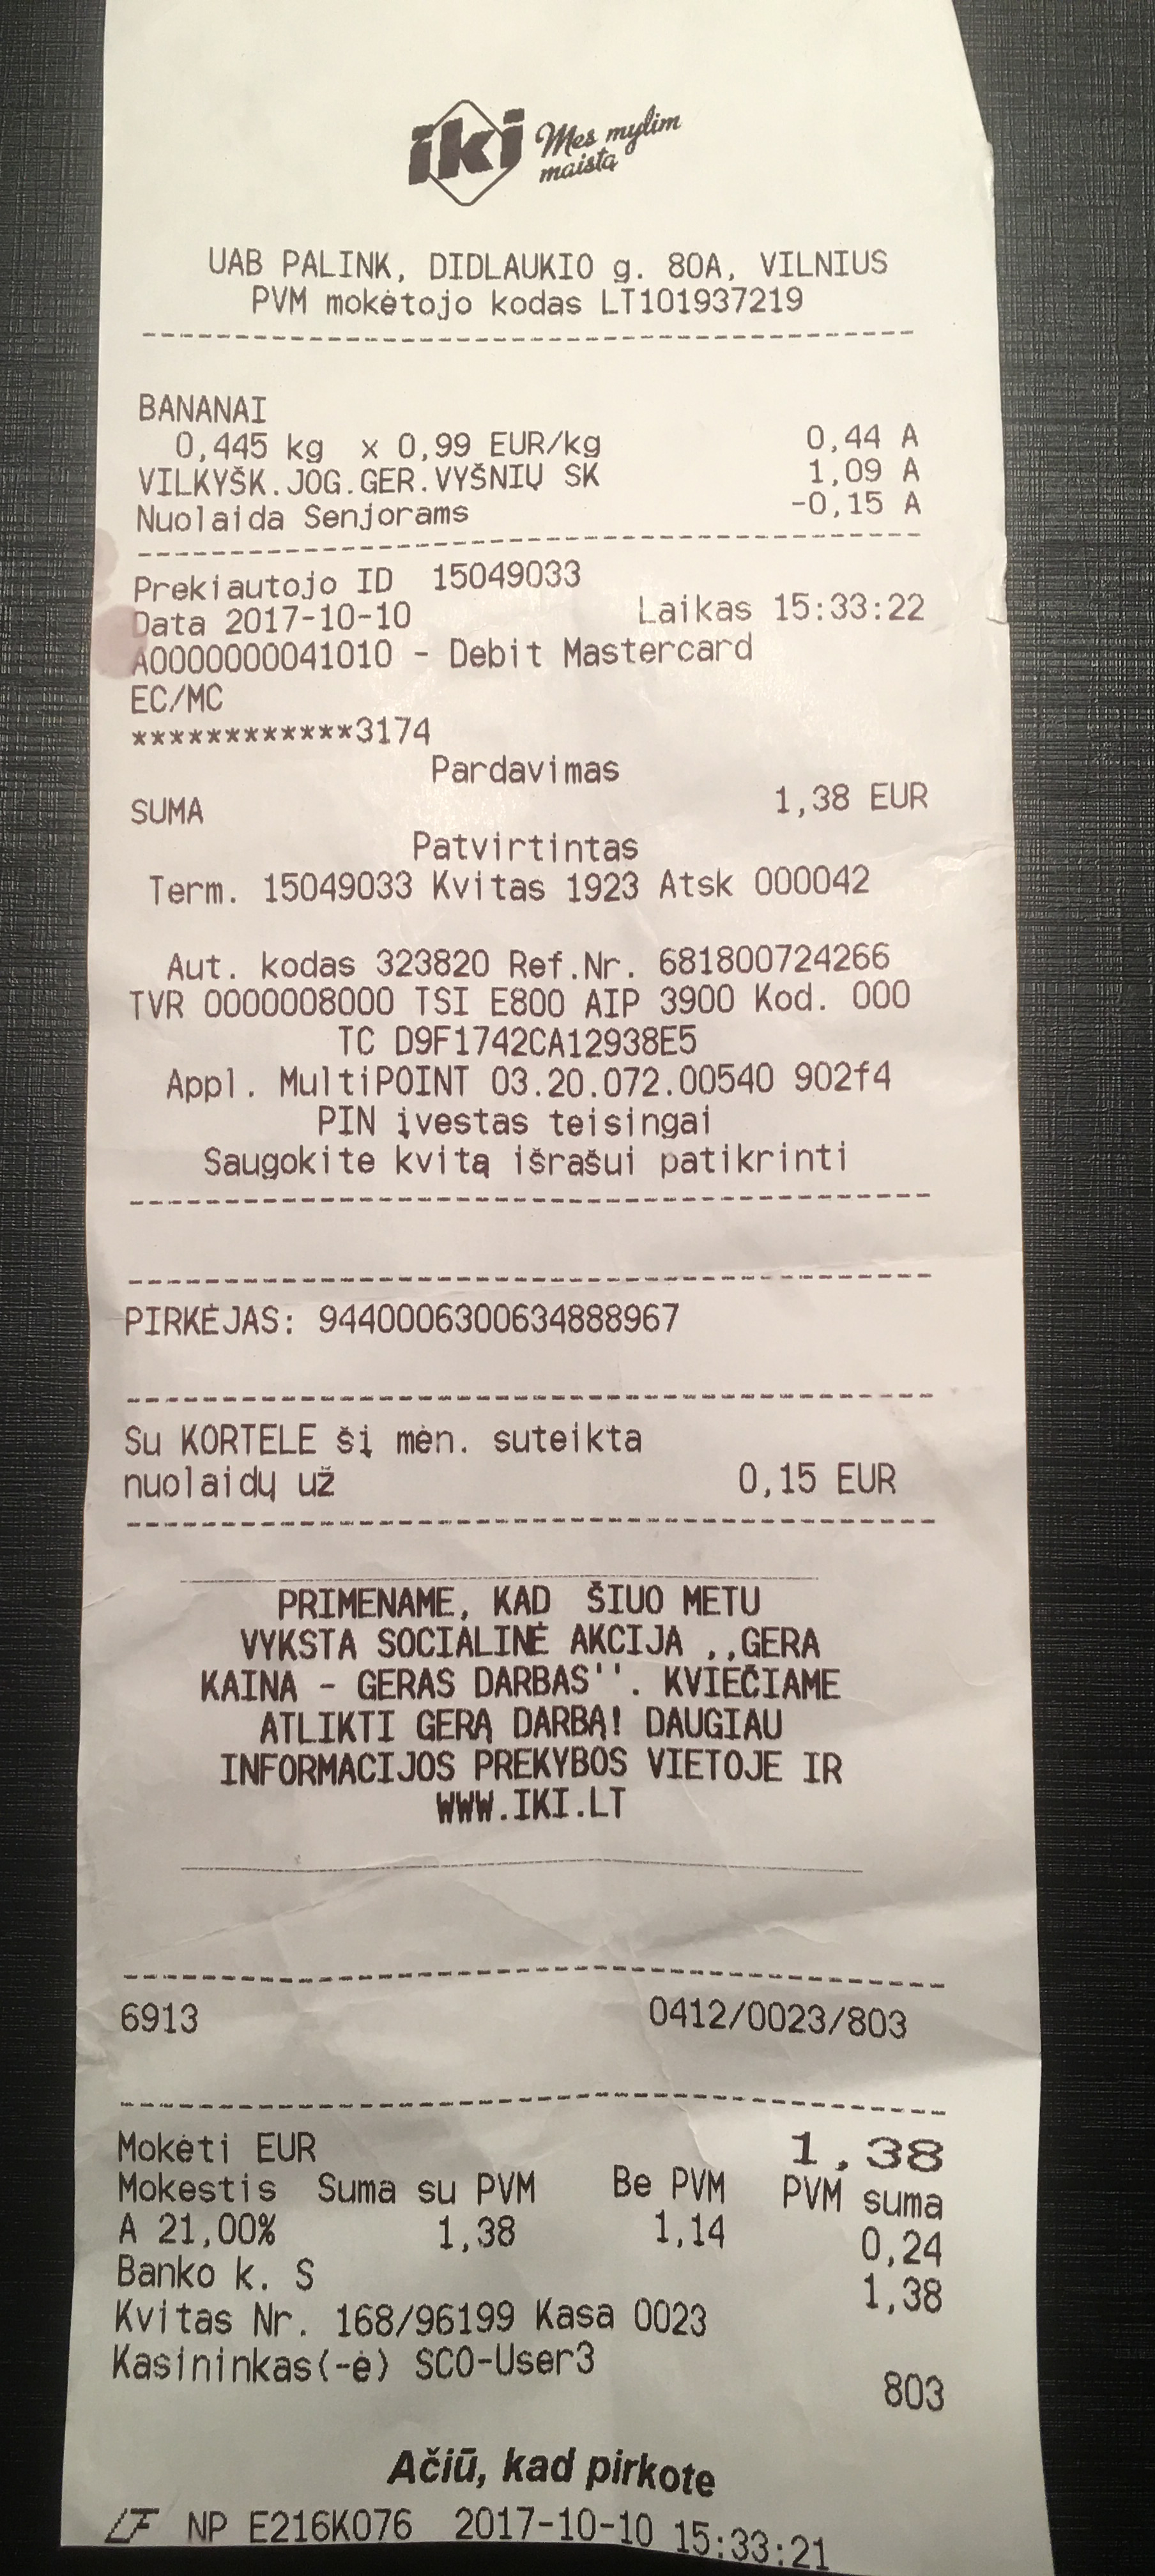 iki Mes mylim
maistą
UAB PALINK, DIDLAUKIO g. 80A, VILNIUS
PVM mokėtojo kodas LT101937219
BANANAI
0,445 kg x 0,99 EUR/kg 0,44 A
VILKYŠK.JOG.GER.VYŠNIŲ SK 1,09 A
Nuolaida Senjorams -0,15 A
Prekiautojo ID 15049033
Data 2017-10-10 Laikas 15:33:22
A0000000041010 - Debit Mastercard
EC/MC
************3174
Pardavimas
SUMA 1,38 EUR
Patvirtintas
Term. 15049033 Kvitas 1923 Atsk 000042
Aut. kodas 323820 Ref.Nr. 681800724266
TVR 0000008000 TSI E800 AIP 3900 Kod. 000
TC D9F1742CA12938E5
Appl. MultiPOINT 03.20.072.00540 902f4
PIN įvestas teisingai
Saugokite kvitą išrašui patikrinti
PIRKĖJAS: 9440006300634888967
Su KORTELE šį mėn. suteikta
nuolaidų už 0,15 EUR
PRIMENAME, KAD ŠIUO METU
VYKSTA SOCIALINĖ AKCIJA ,,GERA
KAINA - GERAS DARBAS''. KVIEČIAME
ATLIKTI GERĄ DARBĄ! DAUGIAU
INFORMACIJOS PREKYBOS VIETOJE IR
WWW.IKI.LT
6913 0412/0023/803
Mokėti EUR 1,38
Mokestis Suma su PVM Be PVM PVM suma
A 21,00% 1,38 1,14 0,24
Banko k. S 1,38
Kvitas Nr. 168/96199 Kasa 0023
Kasininkas(-ė) SCO-User3 803
Ačiū, kad pirkote
LF NP E216K076 2017-10-10 15:33:21